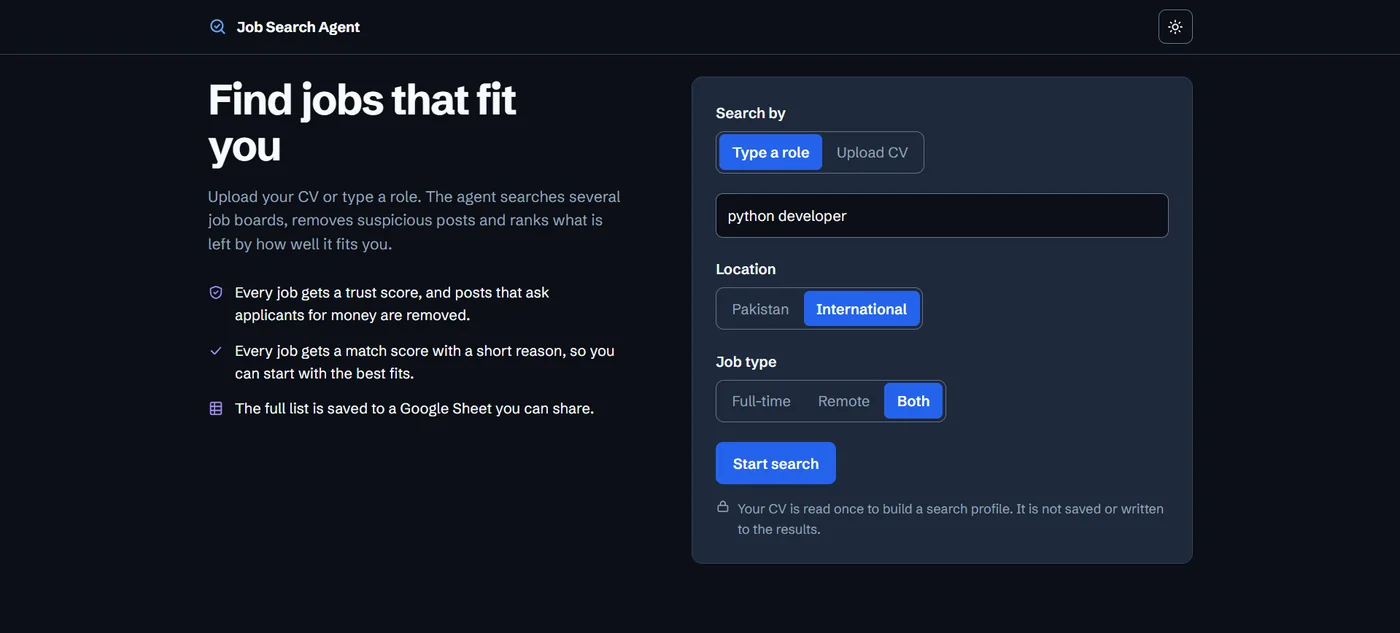 Job Search Agent
Find jobs that fit
you
Upload your CV or type a role. The agent searches several
job boards, removes suspicious posts and ranks what is
left by how well it fits you.
Every job gets a trust score, and posts that ask
applicants for money are removed.
Every job gets a match score with a short reason, so you
can start with the best fits.
The full list is saved to a Google Sheet you can share.
Search by
Type a role Upload CV
python developer
Location
Pakistan International
Job type
Full-time Remote Both
Start search
Your CV is read once to build a search profile. It is not saved or written
to the results.